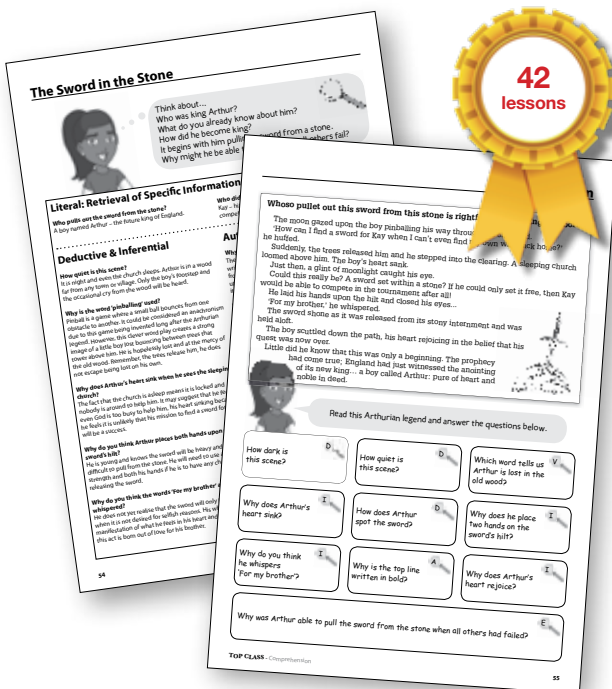 42
lessons
The Sword in the Stone
Think about...
Who was king Arthur?
What do you already know about him?
How did he become king?
It begins with him pulling sword from a stone.
Why might he be able others fail?
Literal: Retrieval of Specific Information
Who pulls out the sword from the stone?
A boy named Arthur – the future king of England.
Who did
Kay – hi
compe
Deductive & Inferential
Au
How quiet is this scene?
It is night and even the church sleeps. Arthur is in a wood
far from any town or village. Only the boy's footsteps and
the occasional cry from the wood will be heard.
Why is the word 'pinballing' used?
Pinball is a game where a small ball bounces from one
obstacle to another. It could be considered an anachronism
due to this game being invented long after the Arthurian
legend. However, this clever word play creates a strong
image of a little boy lost bouncing between trees that
tower above him. He is hopelessly lost and at the mercy of
the old wood. Remember, the trees release him, he does
not escape being lost on his own.
Why does Arthur's heart sink when he sees the sleeping
church?
The fact that the church is asleep means it is locked and
nobody is around to help him. It may suggest that he feels
even God is too busy to help him, his heart sinking because
he feels it is unlikely that his mission to find a sword for
will be a success.
Why do you think Arthur places both hands upon
sword's hilt?
He is young and knows the sword will be heavy and
difficult to pull from the stone. He will need to use
strength and both his hands if he is to have any ch
releasing the sword.
Why do you think the words 'For my brother' a
whispered?
He does not yet realise that the sword will only
when it is not desired for selfish reasons. His wh
manifestation of what he feels in his heart and
this act is born out of love for his brother.
54
Whoso pullet out this sword from this stone is rightf
The moon gazed upon the boy pinballing his way throu
'How can I find a sword for Kay when I can't even find my own way back home?'
he huffed.
Suddenly, the trees released him and he stepped into the clearing. A sleeping church
loomed above him. The boy's heart sank.
Just then, a glint of moonlight caught his eye.
Could this really be? A sword set within a stone? If he could only set it free, then Kay
would be able to compete in the tournament after all!
He laid his hands upon the hilt and closed his eyes...
'For my brother,' he whispered.
The sword shone as it was released from its stony internment and was
held aloft.
The boy scuttled down the path, his heart rejoicing in the belief that his
quest was now over.
Little did he know that this was only a beginning. The prophecy
had come true; England had just witnessed the anointing
of its new king... a boy called Arthur: pure of heart and
noble in deed.
Read this Arthurian legend and answer the questions below.
How dark is
this scene?
D
How quiet is
this scene?
D
Which word tells us
Arthur is lost in the
old wood?
V
Why does Arthur's
heart sink?
I
How does Arthur
spot the sword?
D
Why does he place
two hands on the
sword's hilt?
I
Why do you think
he whispers
'For my brother'?
I
Why is the top line
written in bold?
A
Why does Arthur's
heart rejoice?
I
Why was Arthur able to pull the sword from the stone when all others had failed?
E
TOP CLASS - Comprehension
55